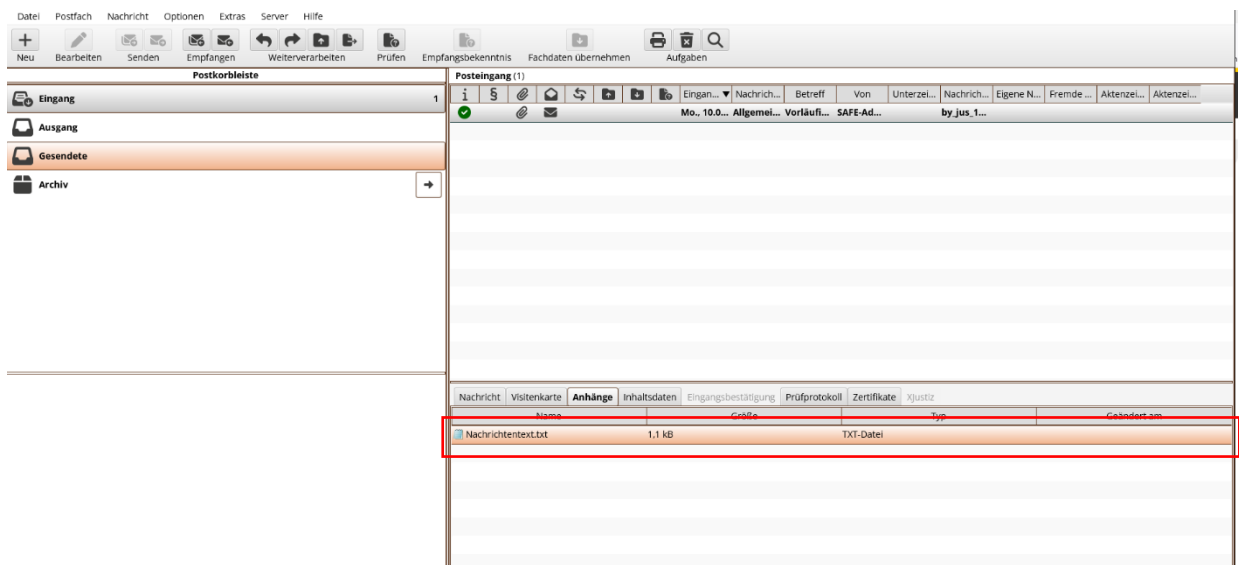 Datei Postfach Nachricht Optionen Extras Server Hilfe
Neu Bearbeiten Senden Empfangen Weiterverarbeiten Prüfen Empfangsbekenntnis Fachdaten übernehmen Aufgaben
Postkorbleiste
Eingang 1
Ausgang
Gesendete
Archiv
Posteingang (1)
i § Eingan... ▼ Nachrich... Betreff Von Unterzei... Nachrich... Eigene N... Fremde ... Aktenzei... Aktenzei...
Mo., 10.0... Allgemei... Vorläufi... SAFE-Ad... by_jus_1...
Nachricht Visitenkarte Anhänge Inhaltsdaten Eingangsbestätigung Prüfprotokoll Zertifikate XJustiz
Name Größe Typ Geändert am
Nachrichtentext.txt 1,1 kB TXT-Datei